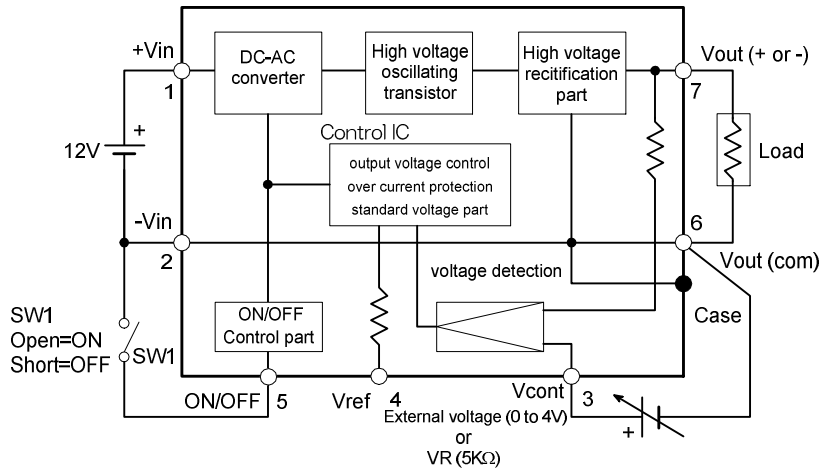 +Vin
1
DC-AC
converter
High voltage
oscillating
transistor
High voltage
recitification
part
Vout (+ or -)
7
12V
+
Control IC
output voltage control
over current protection
standard voltage part
Load
-Vin
2
6
Vout (com)
voltage detection
Case
SW1
Open=ON
Short=OFF
SW1
ON/OFF
Control part
ON/OFF
5
Vref
4
Vcont
3
External voltage (0 to 4V)
or
VR (5KΩ)
+